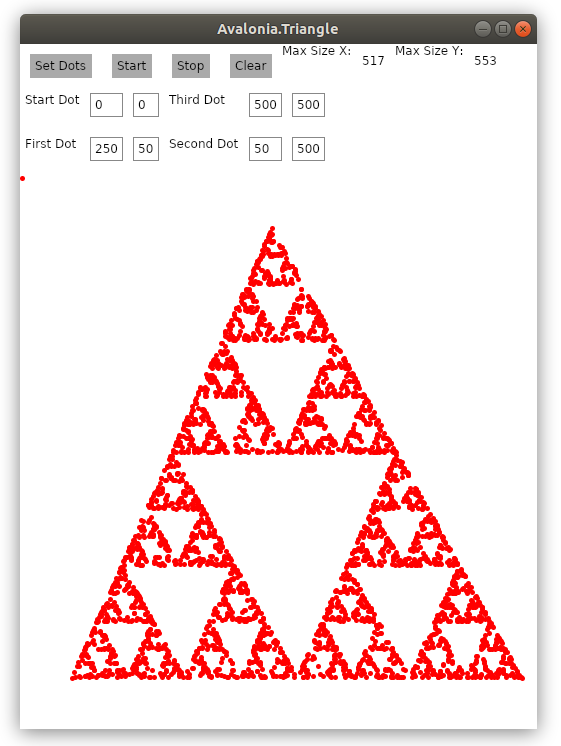 Avalonia.Triangle
Set Dots Start Stop Clear Max Size X: 517 Max Size Y: 553
Start Dot 0 0 Third Dot 500 500
First Dot 250 50 Second Dot 50 500